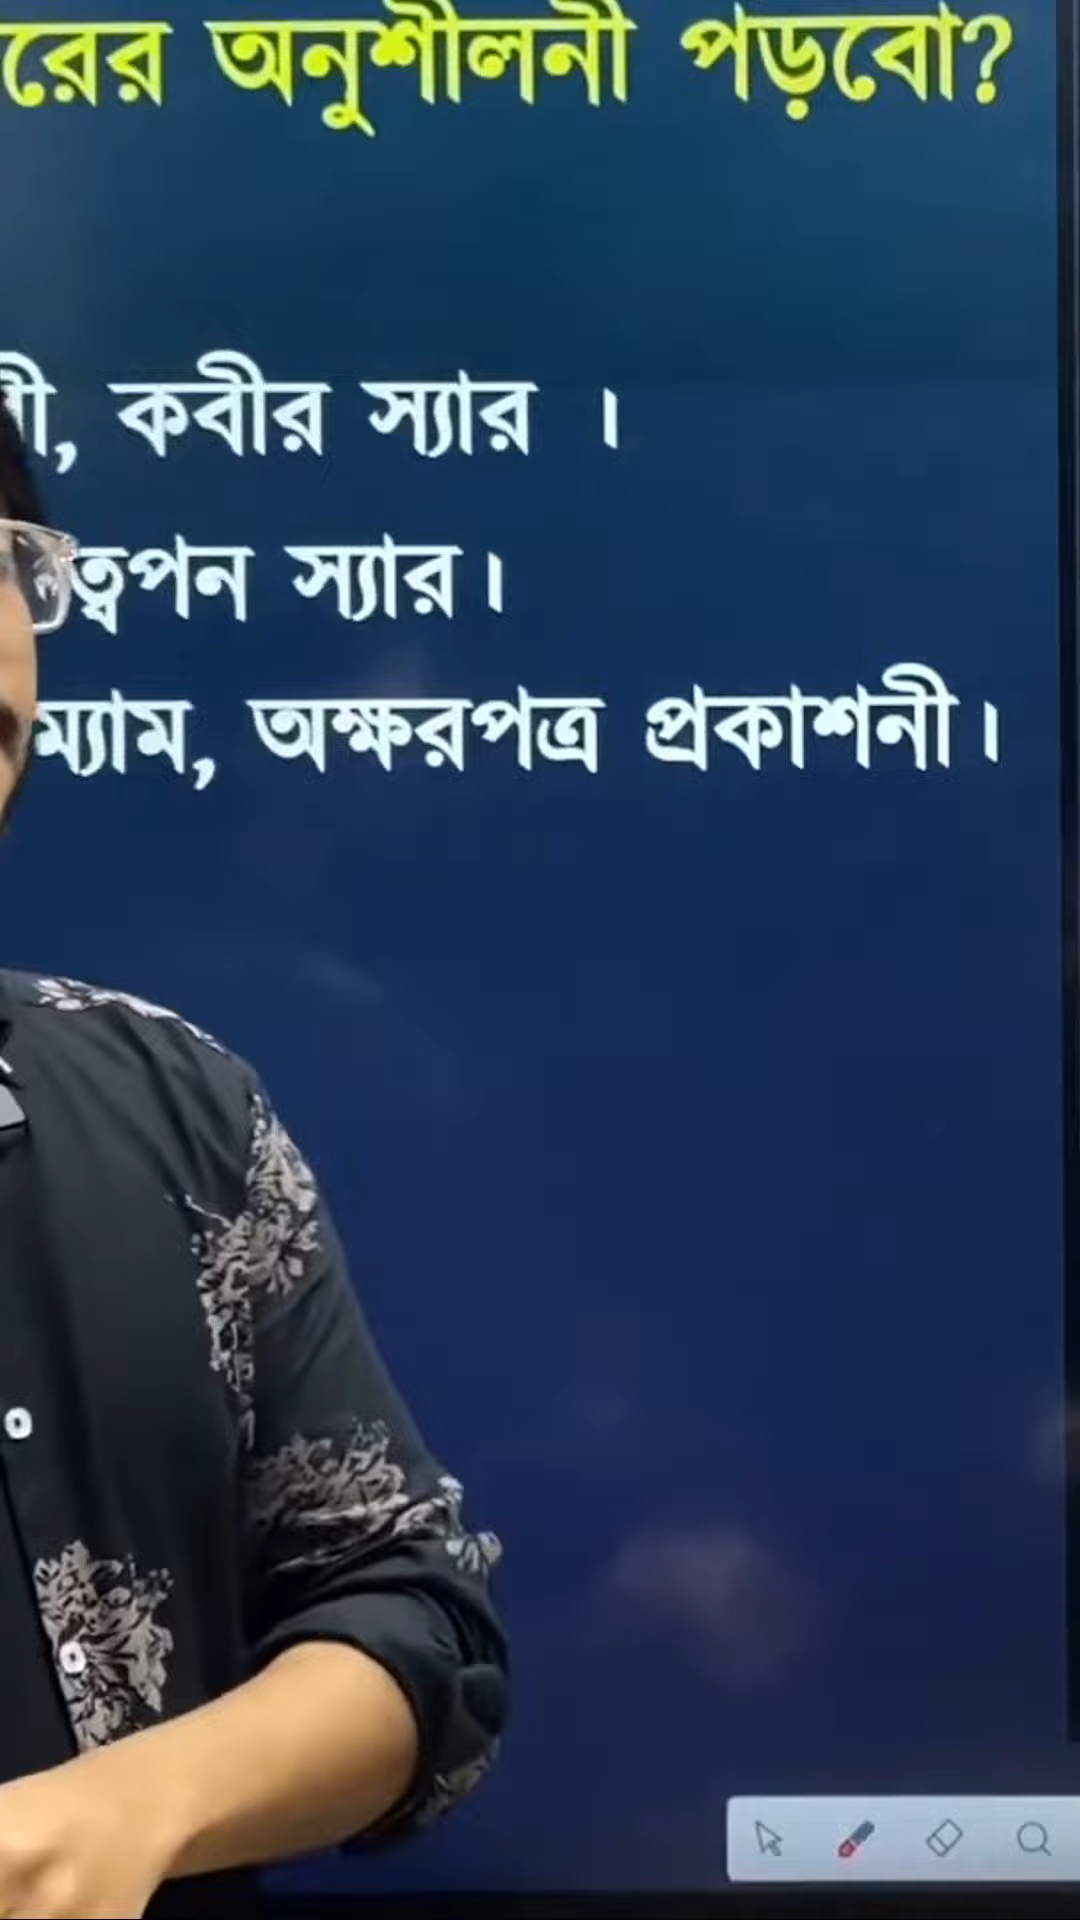 রের অনুশীলনী পড়বো?
কবীর স্যার ।
ত্বপন স্যার।
ম্যাম, অক্ষরপত্র প্রকাশনী।